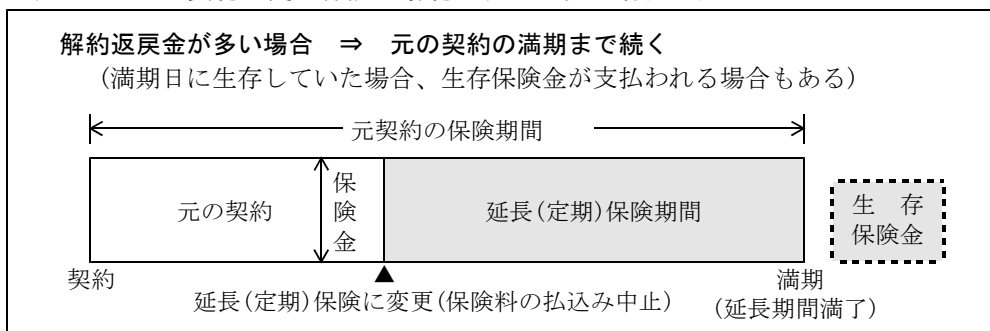 解約返戻金が多い場合 ⇒ 元の契約の満期まで続く
(満期日に生存していた場合、生存保険金が支払われる場合もある)
元契約の保険期間
元の契約
保険金
延長(定期)保険期間
生 存
保険金
契約
満期
延長(定期)保険に変更(保険料の払込み中止)
(延長期間満了)